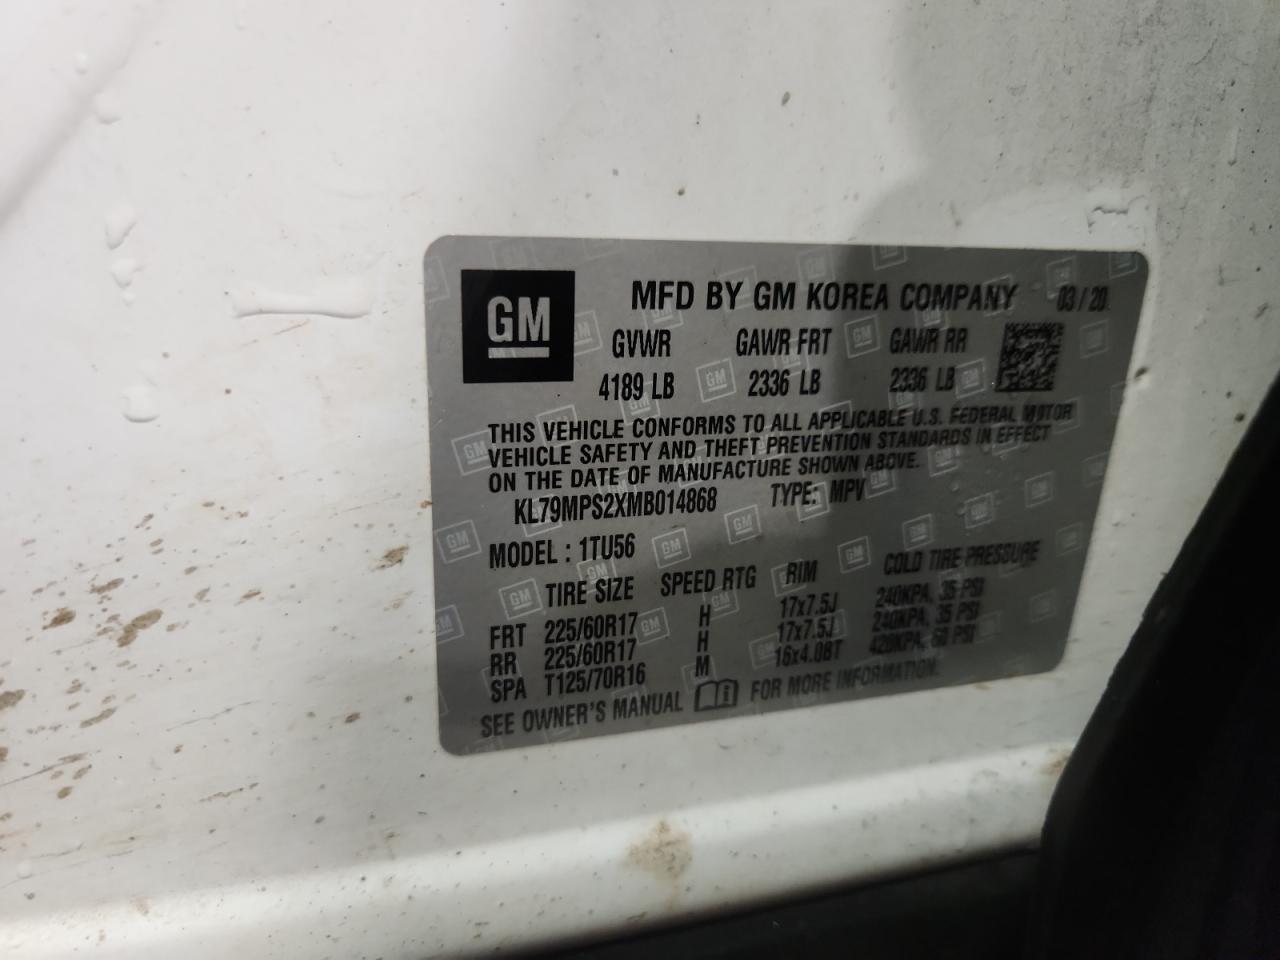 GM
MFD BY GM KOREA COMPANY 03/20
GVWR GAWR FRT GAWR RR
4189 LB 2336 LB 2336 LB
THIS VEHICLE CONFORMS TO ALL APPLICABLE U.S. FEDERAL MOTOR
VEHICLE SAFETY AND THEFT PREVENTION STANDARDS IN EFFECT
ON THE DATE OF MANUFACTURE SHOWN ABOVE.
KL79MPS2XMB014868 TYPE: MPV
MODEL : 1TU56
TIRE SIZE SPEED RTG RIM COLD TIRE PRESSURE
FRT 225/60R17 H 17x7.5J 240KPA, 35 PSI
RR 225/60R17 H 17x7.5J 240KPA, 35 PSI
SPA T125/70R16 M 16x4.0BT 420KPA, 60 PSI
SEE OWNER'S MANUAL FOR MORE INFORMATION.